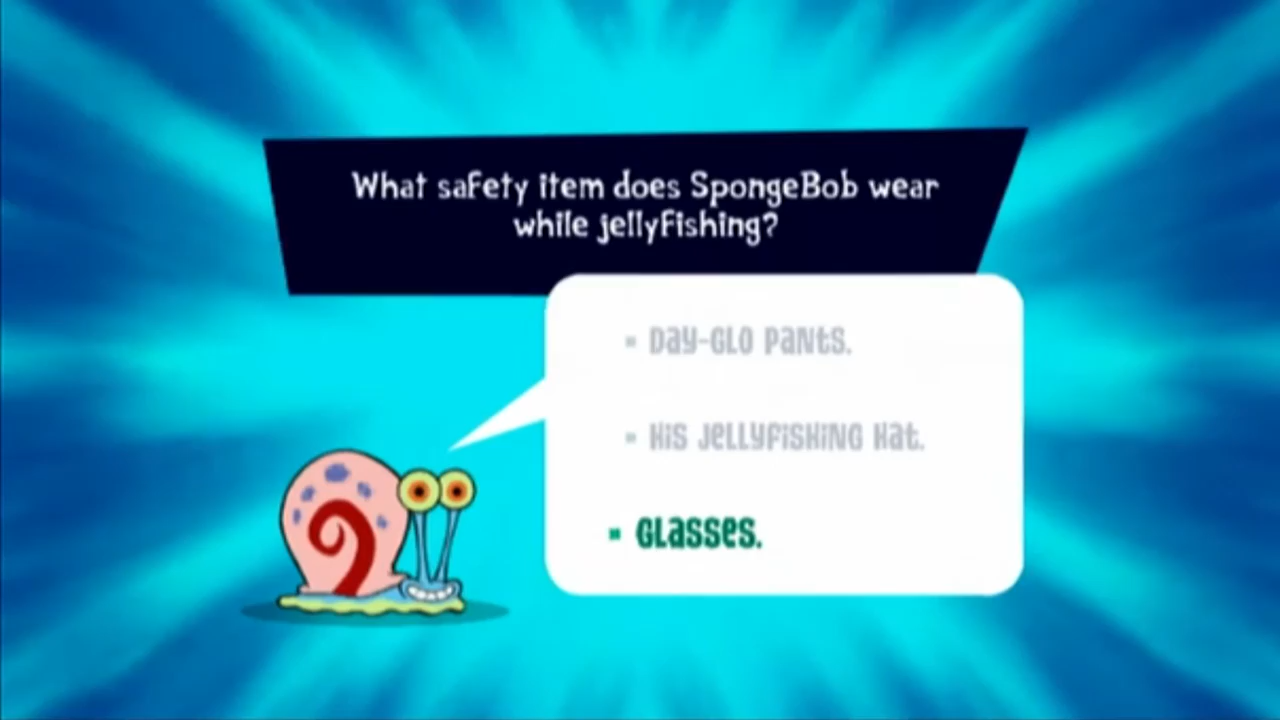 What safety item does SpongeBob wear
while jellyfishing?
Day-Glo pants.
His jellyfishing hat.
Glasses.